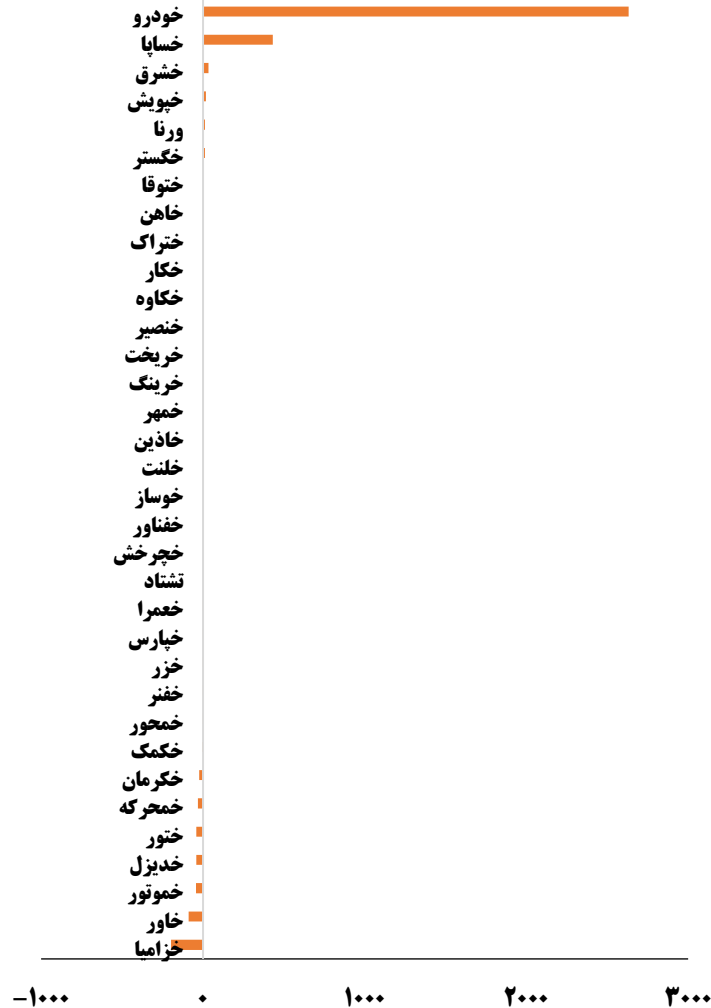 خودرو
خساپا
خشرق
خپویش
ورنا
خگستر
ختوقا
خاهن
ختراک
خکار
خکاوه
خنصیر
خریخت
خرینگ
خمهر
خاذین
خلنت
خوساز
خفناور
خچرخش
تشتاد
خعمرا
خپارس
خزر
خفنر
خمحور
خکمک
خکرمان
خمحرکه
ختور
خدیزل
خموتور
خاور
خزامیا
-۱۰۰۰ ۰ ۱۰۰۰ ۲۰۰۰ ۳۰۰۰